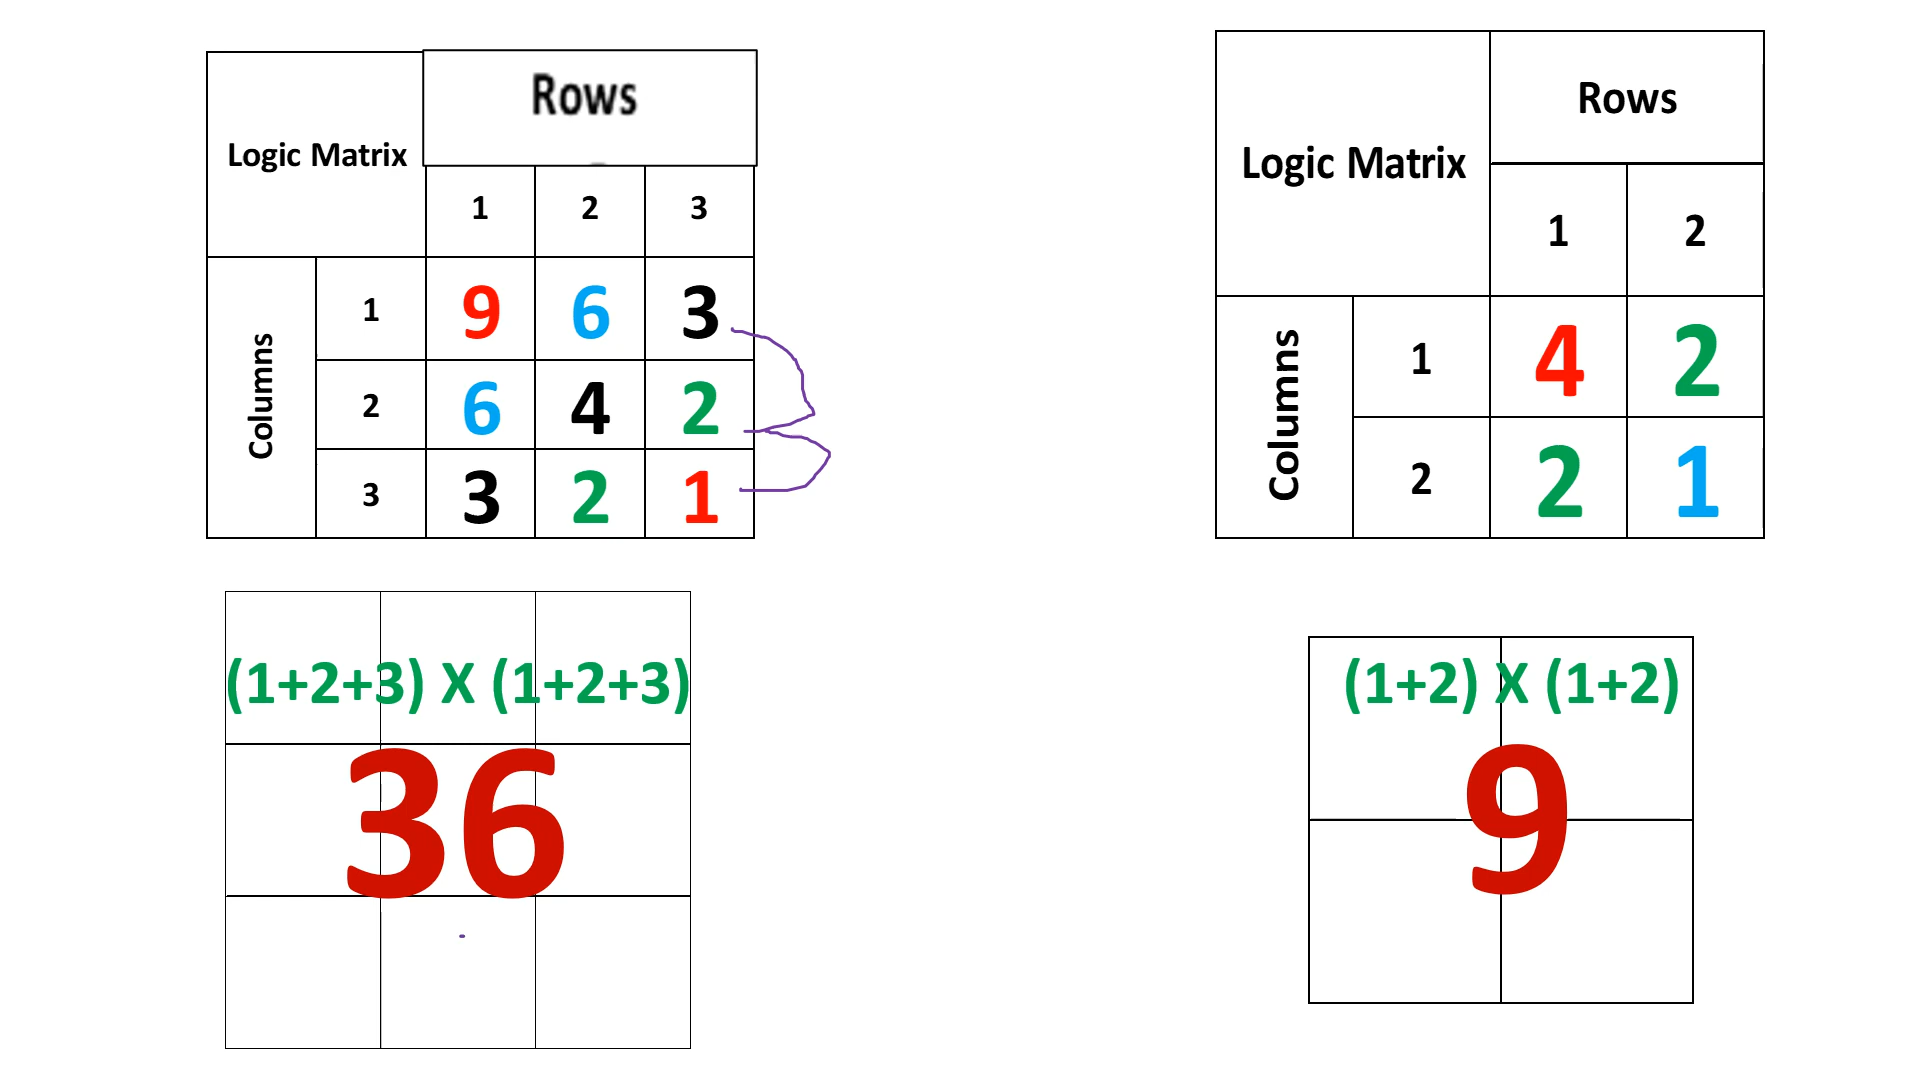 Rows
Logic Matrix
1 2 3
Columns
1 9 6 3
2 6 4 2
3 3 2 1
Rows
Logic Matrix
1 2
Columns
1 4 2
2 2 1
(1+2+3) X (1+2+3)
36
(1+2) X (1+2)
9